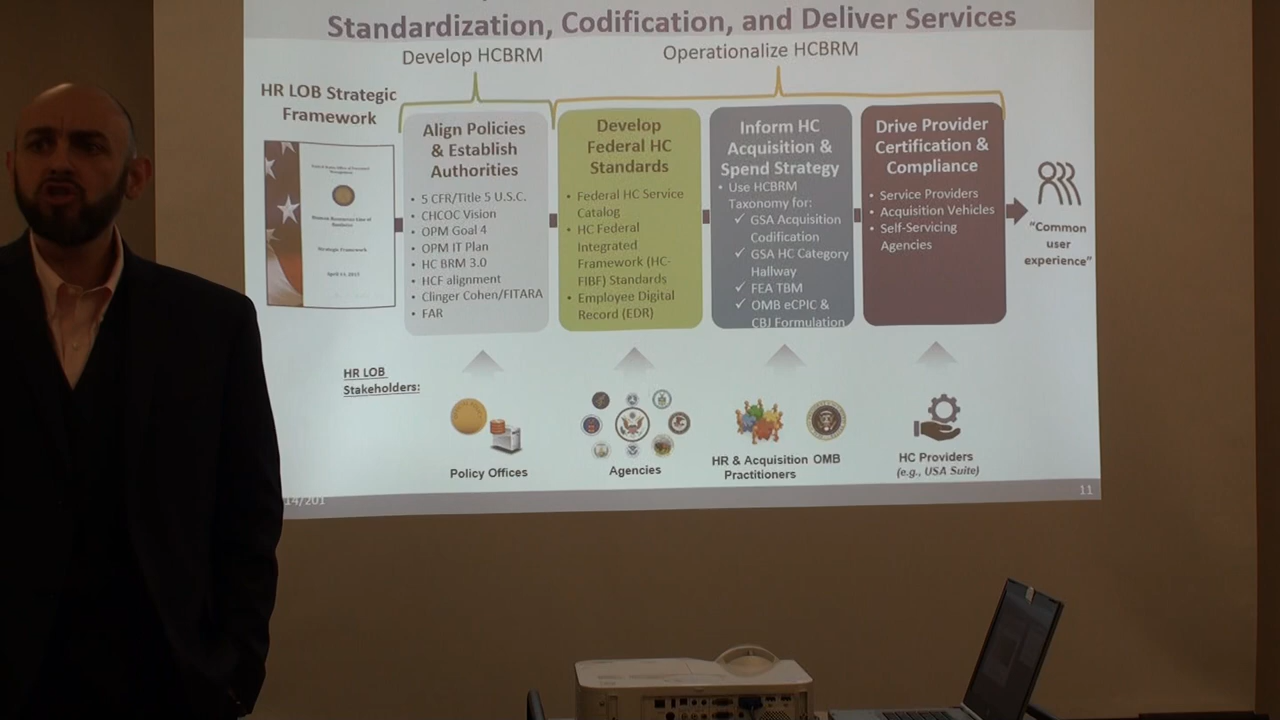 Standardization, Codification, and Deliver Services
Develop HCBRM
Operationalize HCBRM
HR LOB Strategic
Framework
Strategic Framework
Align Policies
& Establish
Authorities
• 5 CFR/Title 5 U.S.C.
• CHCOC Vision
• OPM Goal 4
• OPM IT Plan
• HC BRM 3.0
• HCF alignment
• Clinger Cohen/FITARA
• FAR
Develop
Federal HC
Standards
• Federal HC Service
Catalog
• HC Federal
Integrated
Framework (HC-
FIBF) Standards
• Employee Digital
Record (EDR)
Inform HC
Acquisition &
Spend Strategy
• Use HCBRM
Taxonomy for:
✓ GSA Acquisition
Codification
✓ GSA HC Category
Hallway
✓ FEA TBM
✓ OMB eCPIC &
CBJ Formulation
Drive Provider
Certification &
Compliance
• Service Providers
• Acquisition Vehicles
• Self-Servicing
Agencies
“Common
user
experience”
HR LOB
Stakeholders:
Policy Offices
Agencies
HR & Acquisition
Practitioners
OMB
HC Providers
(e.g., USA Suite)
14/201
11